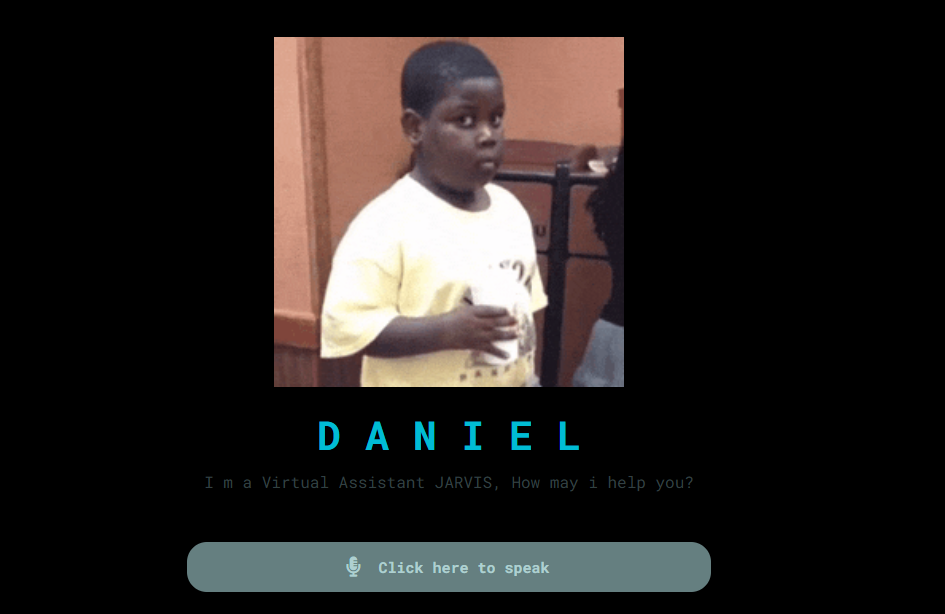 D A N I E L
I m a Virtual Assistant JARVIS, How may i help you?
Click here to speak